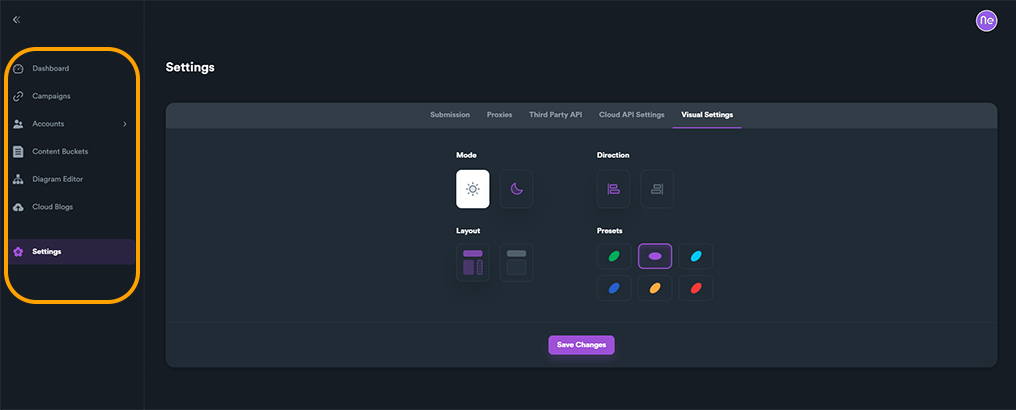 Ne
Dashboard
Campaigns
Accounts
Content Buckets
Diagram Editor
Cloud Blogs
Settings
Settings
Submission Proxies Third Party API Cloud API Settings Visual Settings
Mode Direction
Layout Presets
Save Changes